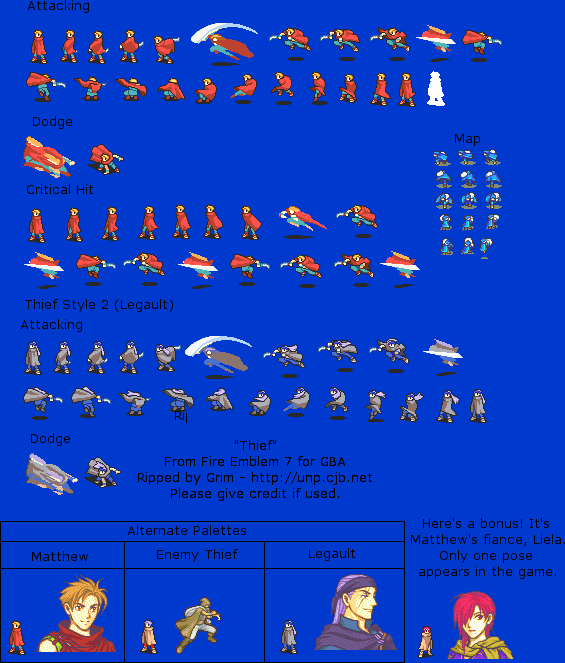 Attacking
Dodge
Map
Critical Hit
Thief Style 2 (Legault)
Attacking
Rij
Dodge
"Thief"
From Fire Emblem 7 for GBA
Ripped by Grim - http://unp.cjb.net
Please give credit if used.
Alternate Palettes
Matthew
Enemy Thief
Legault
Here's a bonus! It's
Matthew's fiance, Liela.
Only one pose
appears in the game.